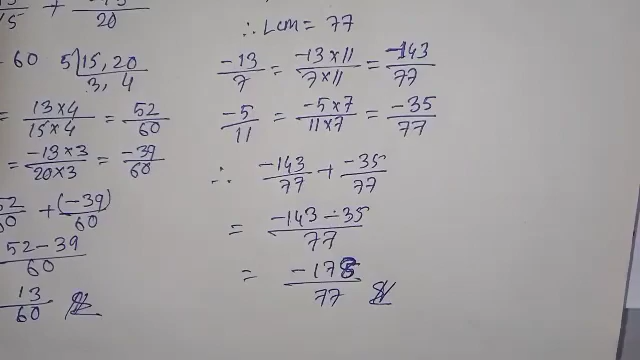 13/15 + -13/20
60 5|15, 20
3, 4
= 13×4/15×4 = 52/60
= -13×3/20×3 = -39/60
52/60 + (-39)/60
52-39/60
13/60
∴ Lcm = 77
-13/7 = -13×11/7×11 = -143/77
-5/11 = -5×7/11×7 = -35/77
∴ -143/77 + -35/77
= -143-35/77
= -178/77